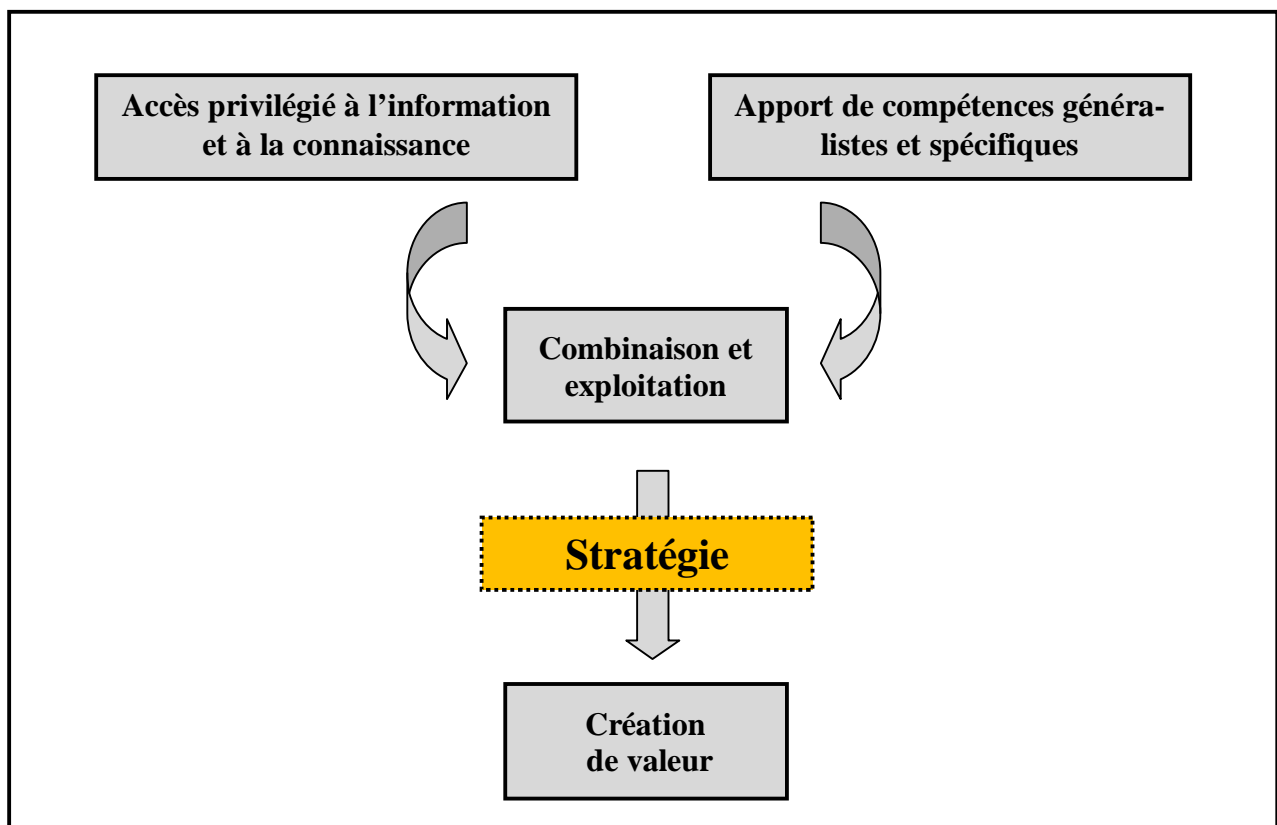 Accès privilégié à l’information
et à la connaissance
Apport de compétences généra-
listes et spécifiques
Combinaison et
exploitation
Stratégie
Création
de valeur